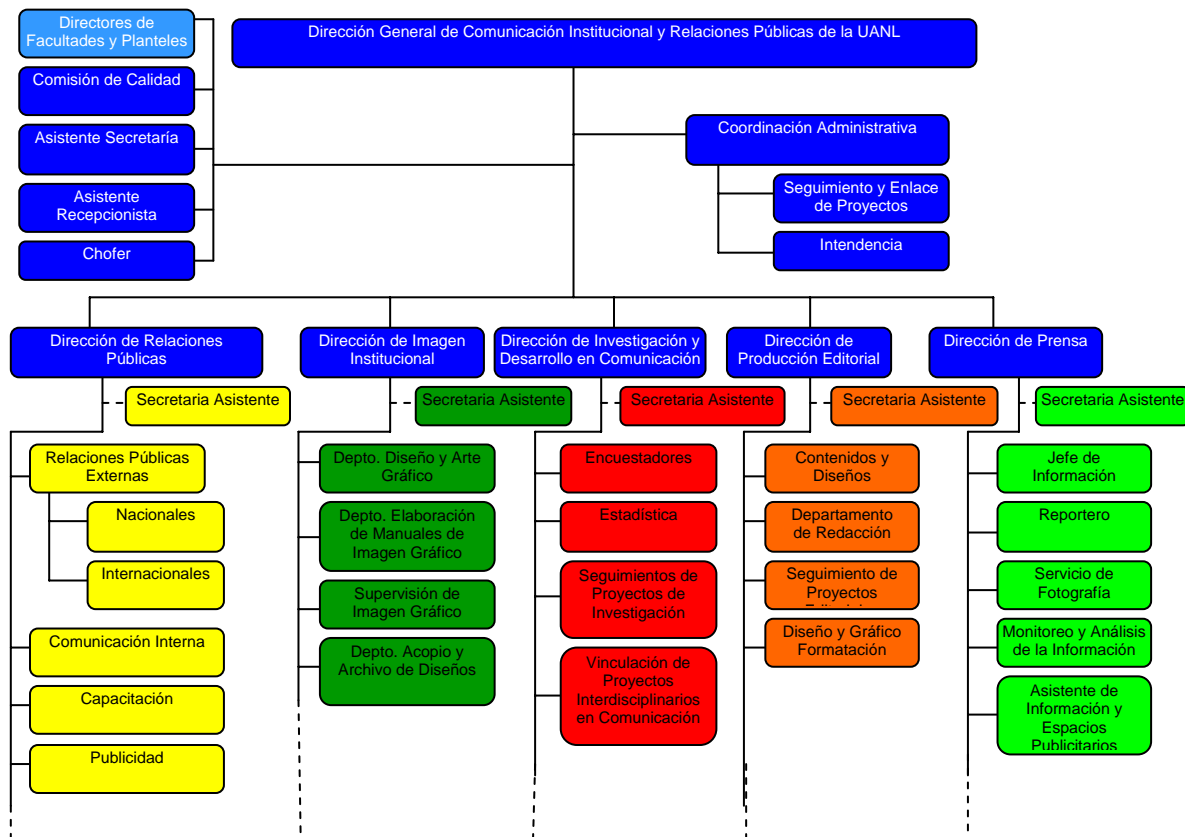 Directores de
Facultades y Planteles
Dirección General de Comunicación Institucional y Relaciones Públicas de la UANL
Comisión de Calidad
Asistente Secretaría
Asistente
Recepcionista
Chofer
Coordinación Administrativa
Seguimiento y Enlace
de Proyectos
Intendencia
Dirección de Relaciones
Públicas
Dirección de Imagen
Institucional
Dirección de Investigación y
Desarrollo en Comunicación
Dirección de
Producción Editorial
Dirección de Prensa
Secretaria Asistente
Secretaria Asistente
Secretaria Asistente
Secretaria Asistente
Secretaria Asistente
Relaciones Públicas
Externas
Nacionales
Internacionales
Comunicación Interna
Capacitación
Publicidad
Depto. Diseño y Arte
Gráfico
Depto. Elaboración
de Manuales de
Imagen Gráfico
Supervisión de
Imagen Gráfico
Depto. Acopio y
Archivo de Diseños
Encuestadores
Estadística
Seguimientos de
Proyectos de
Investigación
Vinculación de
Proyectos
Interdisciplinarios
en Comunicación
Contenidos y
Diseños
Departamento
de Redacción
Seguimiento de
Proyectos
Diseño y Gráfico
Formatación
Jefe de
Información
Reportero
Servicio de
Fotografía
Monitoreo y Análisis
de la Información
Asistente de
Información y
Espacios
Publicitarios